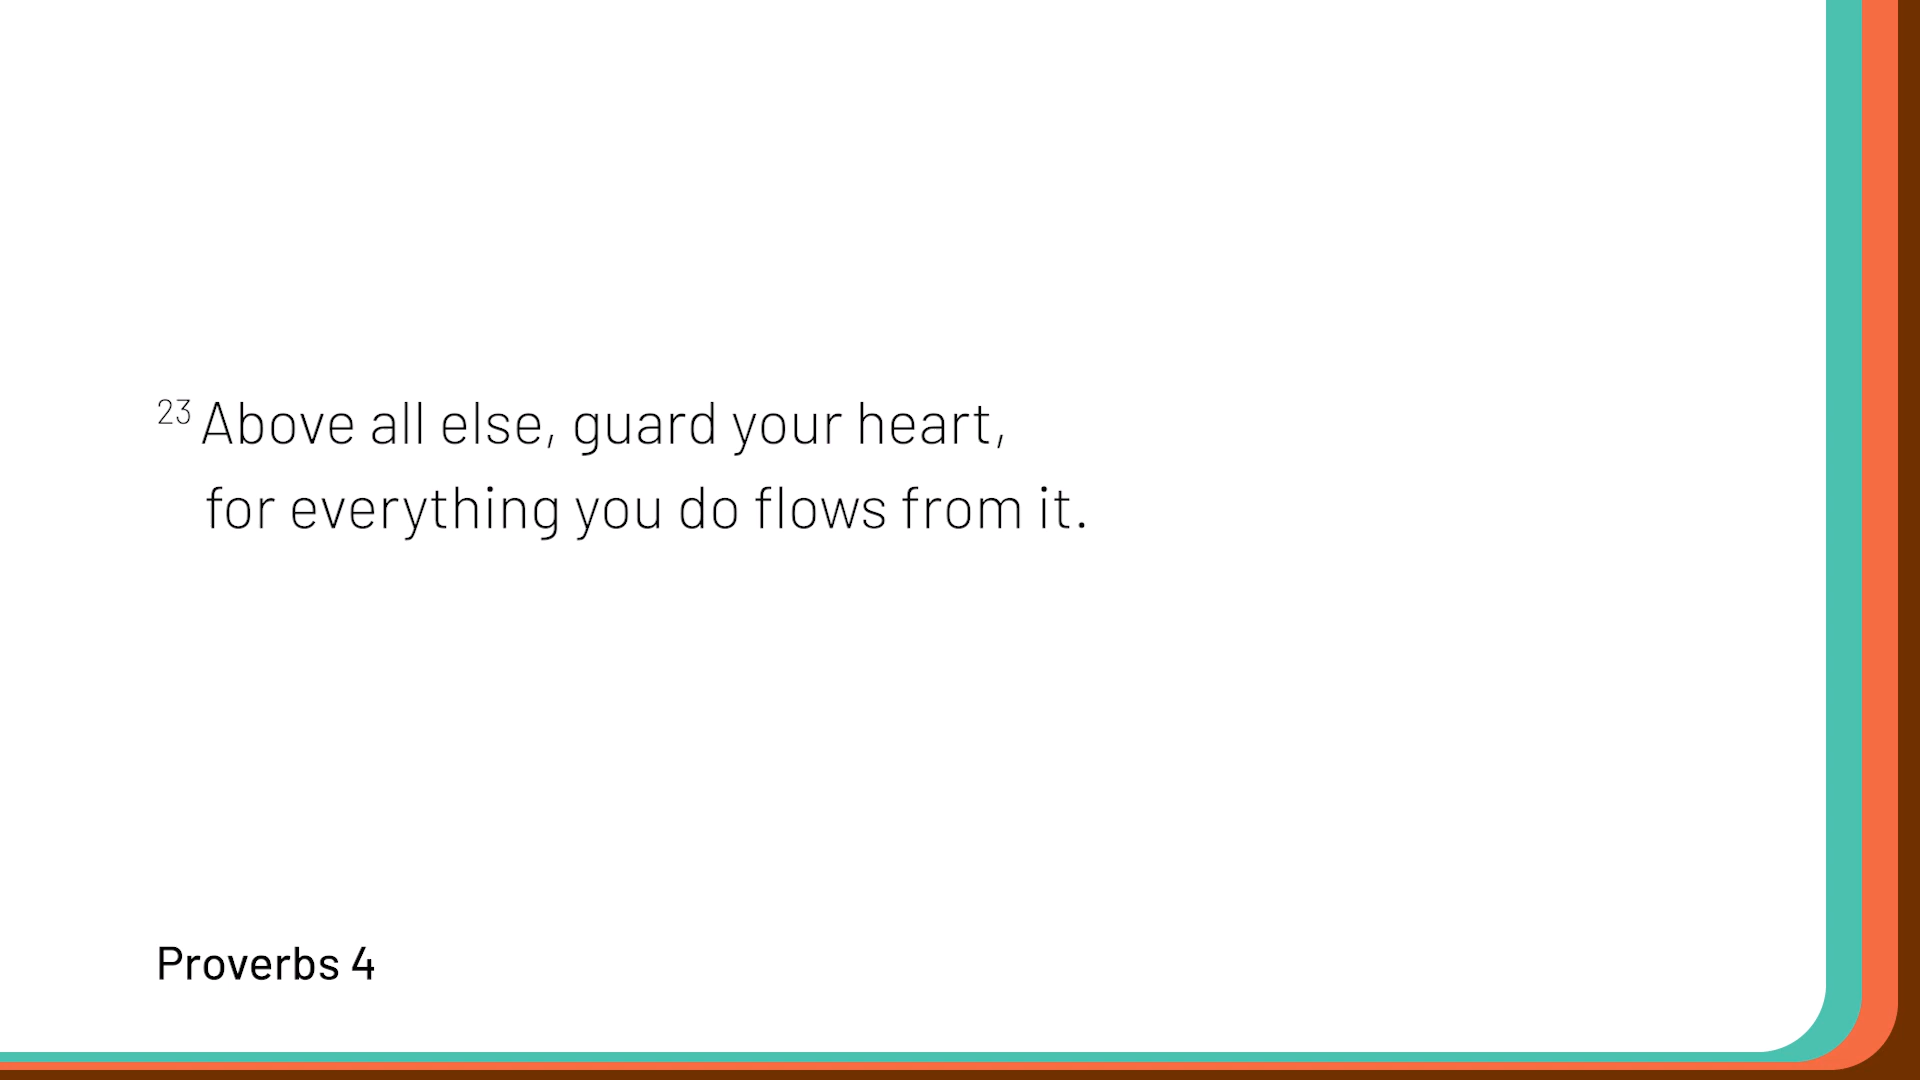 23 Above all else, guard your heart,
for everything you do flows from it.
Proverbs 4